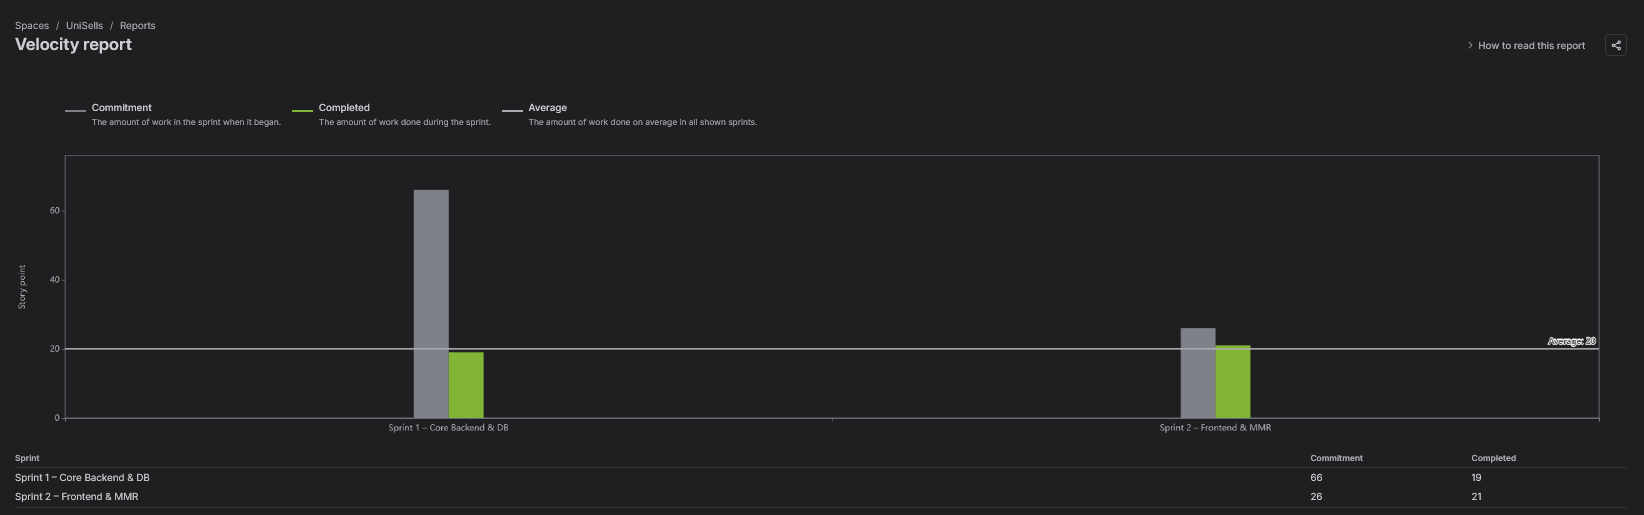 Spaces / UniSells / Reports
Velocity report
How to read this report
Commitment
The amount of work in the sprint when it began.
Completed
The amount of work done during the sprint.
Average
The amount of work done on average in all shown sprints.
Story point
60
40
20
0
Average: 20
Sprint 1 – Core Backend & DB
Sprint 2 – Frontend & MMR
Sprint Commitment Completed
Sprint 1 – Core Backend & DB 66 19
Sprint 2 – Frontend & MMR 26 21